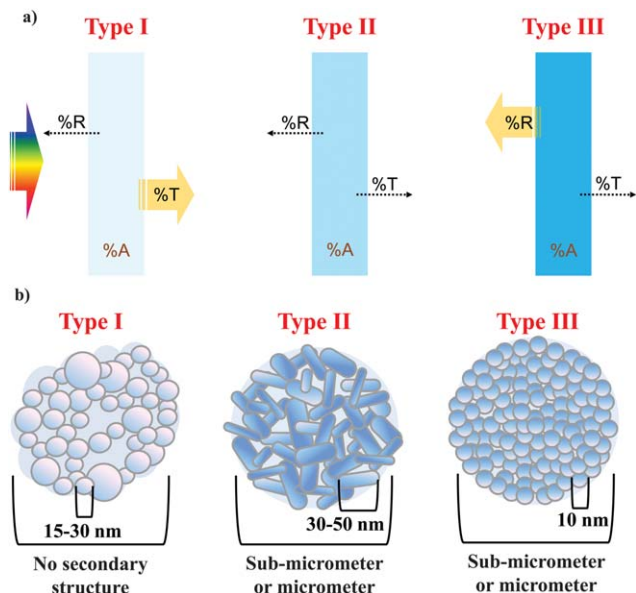 a)
Type I
Type II
Type III
%R
%T
%A
%R
%T
%A
%R
%T
%A
b)
Type I
Type II
Type III
15-30 nm
30-50 nm
10 nm
No secondary
structure
Sub-micrometer
or micrometer
Sub-micrometer
or micrometer